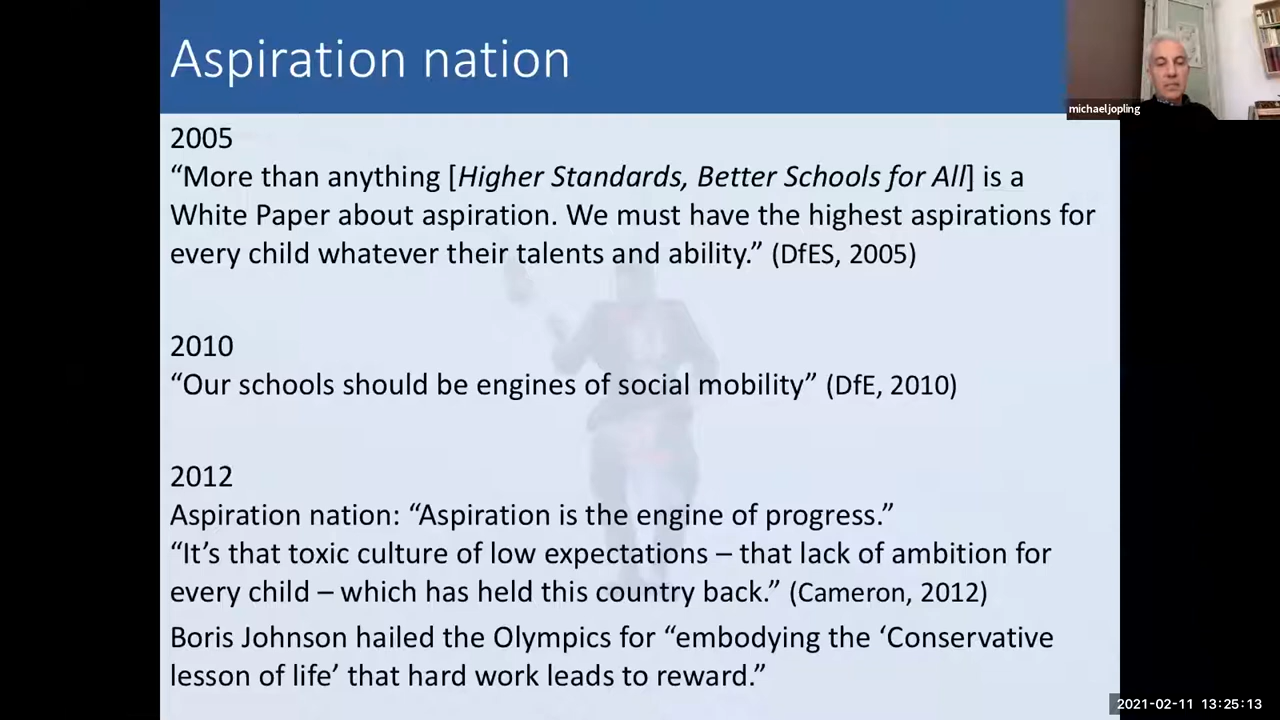 Aspiration nation
michael jopling
2005
“More than anything [Higher Standards, Better Schools for All] is a
White Paper about aspiration. We must have the highest aspirations for
every child whatever their talents and ability.” (DfES, 2005)
2010
“Our schools should be engines of social mobility” (DfE, 2010)
2012
Aspiration nation: “Aspiration is the engine of progress.”
“It’s that toxic culture of low expectations – that lack of ambition for
every child – which has held this country back.” (Cameron, 2012)
Boris Johnson hailed the Olympics for “embodying the ‘Conservative
lesson of life’ that hard work leads to reward.”
2021-02-11 13:25:13